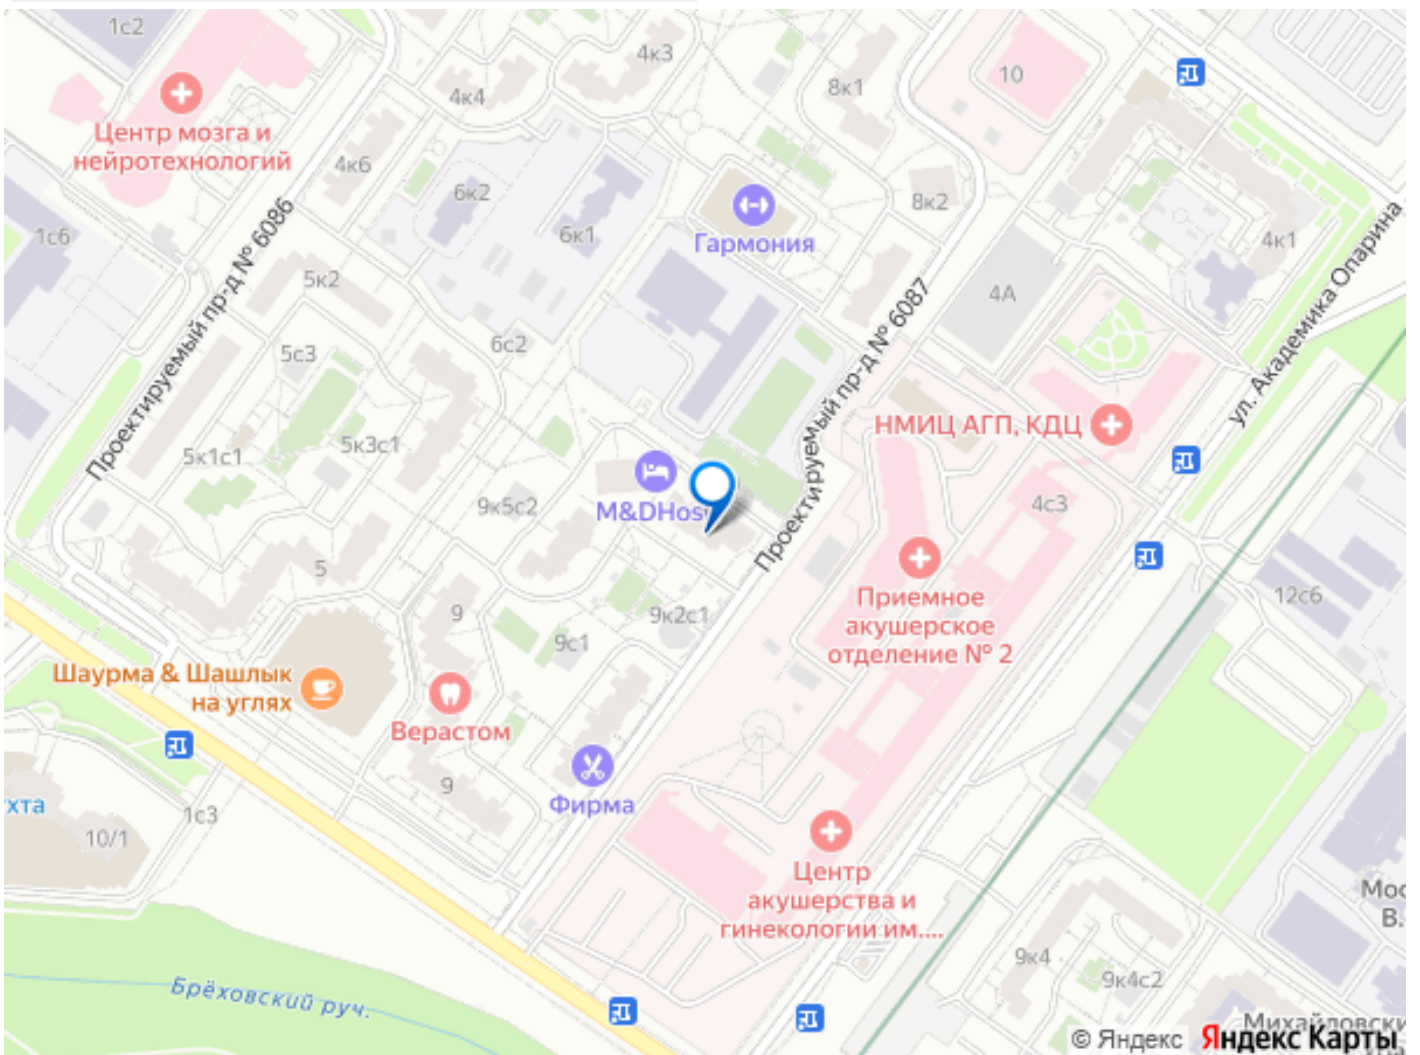 1с2
4к3
4к4
8к1
10
Центр мозга и
нейротехнологий
4к6
6к2
8к2
Гармония
1с6
6к1
4к1
Проектируемый пр-д № 6086
5к2
4А
ул. Академика Опарина
Проектируемый пр-д № 6087
6с2
5с3
НМИЦ АГП, КДЦ
5к3с1
5к1с1
9к5с2
M&DHos
4с3
5
Приемное
акушерское
отделение № 2
12с6
9
9к2с1
9с1
Шаурма & Шашлык
на углях
Верастом
9
Фирма
хта
1с3
10/1
Центр
акушерства и
гинекологии им....
Мос
В.
9к4
9к4с2
Брёховский руч.
Михайловски
© Яндекс Яндекс Карты